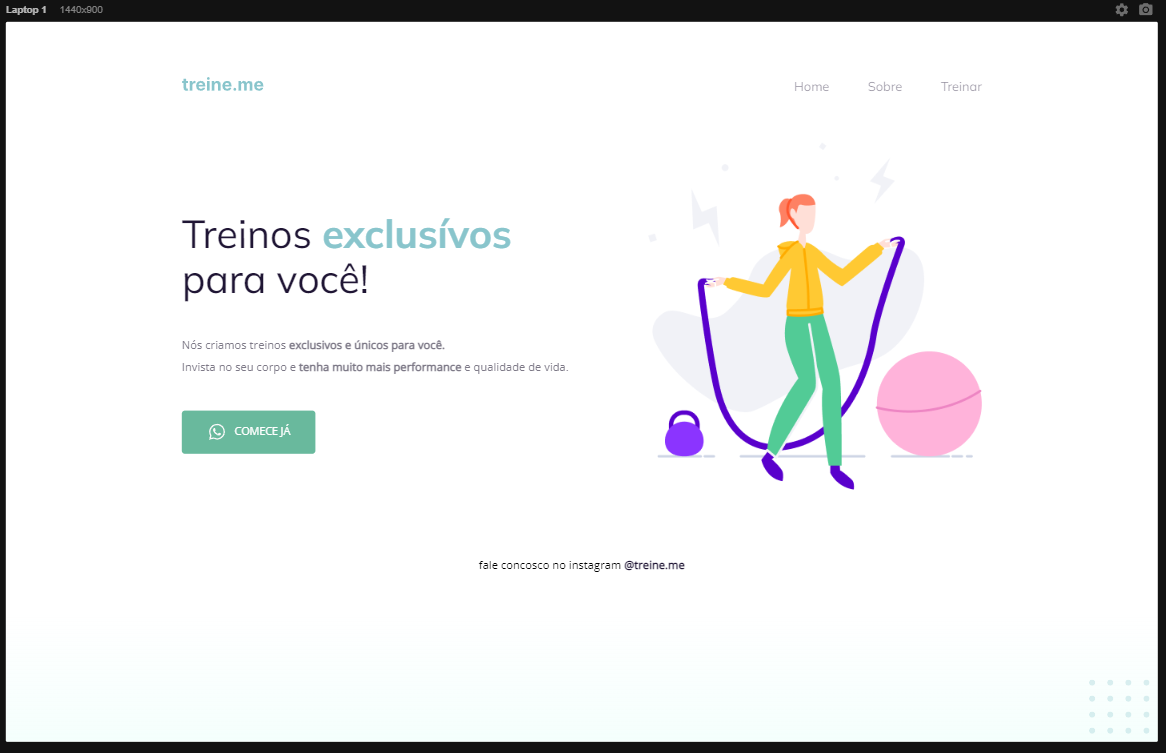 Laptop 1 1440x900
treine.me
Home Sobre Treinar
Treinos exclusívos
para você!
Nós criamos treinos exclusivos e únicos para você.
Invista no seu corpo e tenha muito mais performance e qualidade de vida.
COMECE JÁ
fale concosco no instagram @treine.me